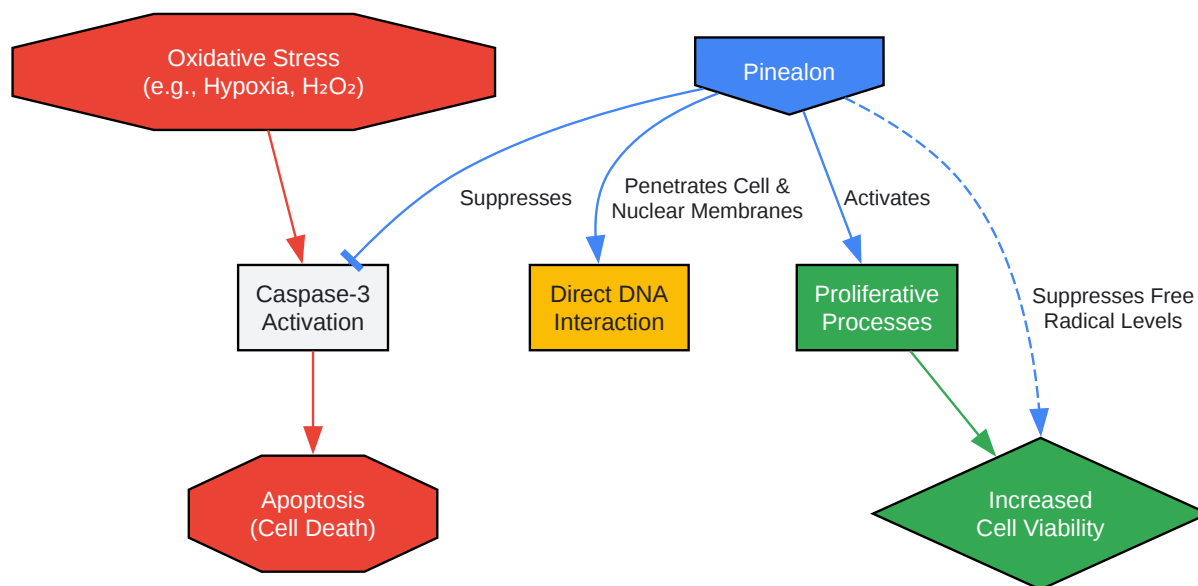 Oxidative Stress
(e.g., Hypoxia, H₂O₂)
Pinealon
Suppresses
Penetrates Cell &
Nuclear Membranes
Activates
Suppresses Free
Radical Levels
Caspase-3
Activation
Direct DNA
Interaction
Proliferative
Processes
Apoptosis
(Cell Death)
Increased
Cell Viability